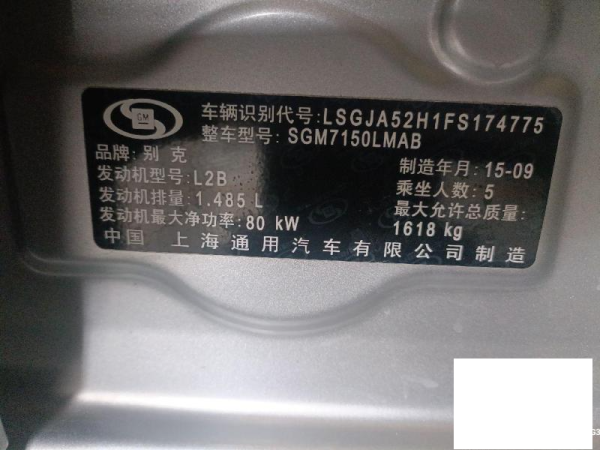 GM
车辆识别代号:LSGJA52H1FS174775
整车型号: SGM7150LMAB
品牌: 别 克
制造年月: 15-09
发动机型号: L2B
乘坐人数: 5
发动机排量: 1.485 L
最大允许总质量:
发动机最大净功率: 80 kW
1618 kg
中国 上海通用汽车有限公司制造